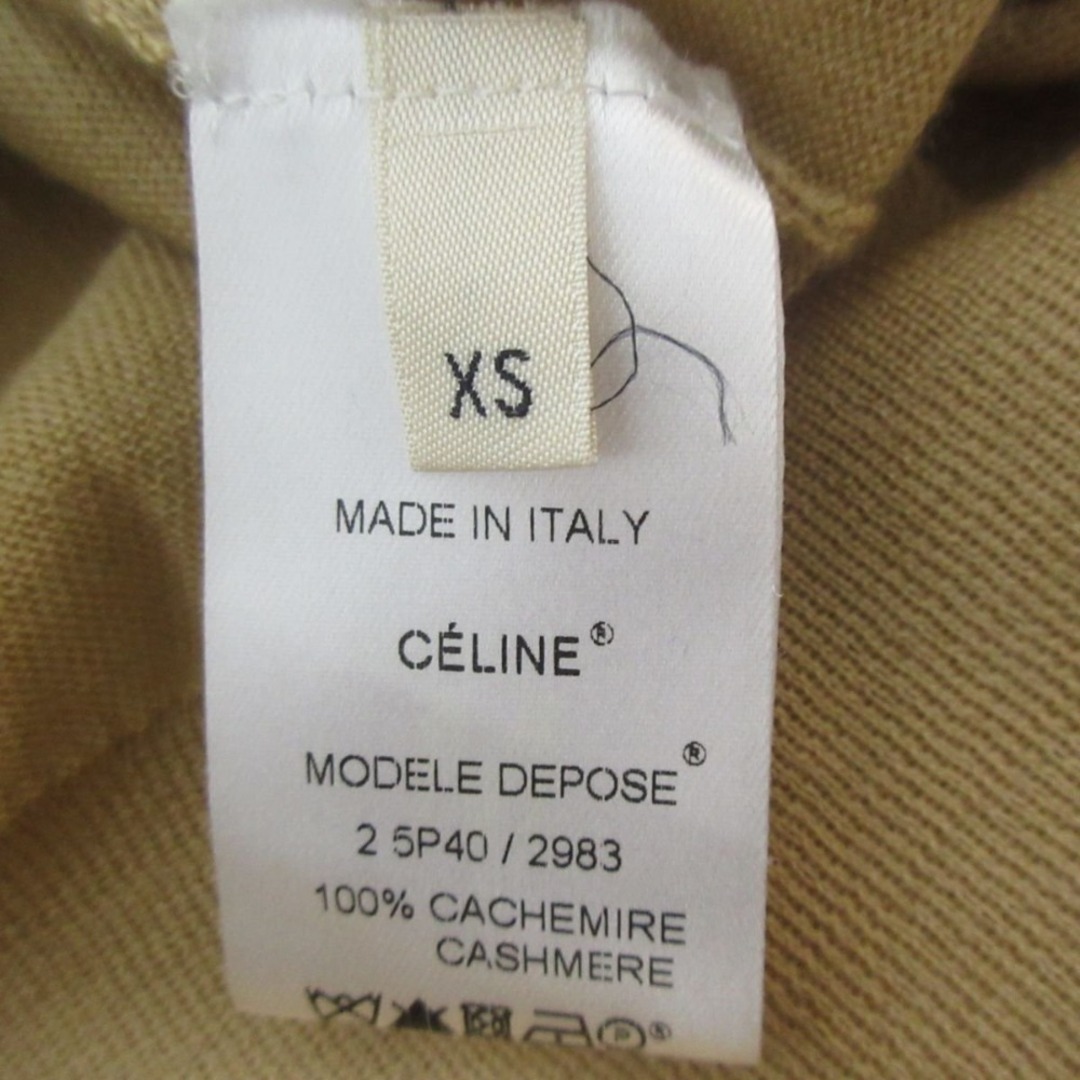 XS
MADE IN ITALY
CÉLINE®
MODELE DEPOSE®
2 5P40 / 2983
100% CACHEMIRE
CASHMERE
P